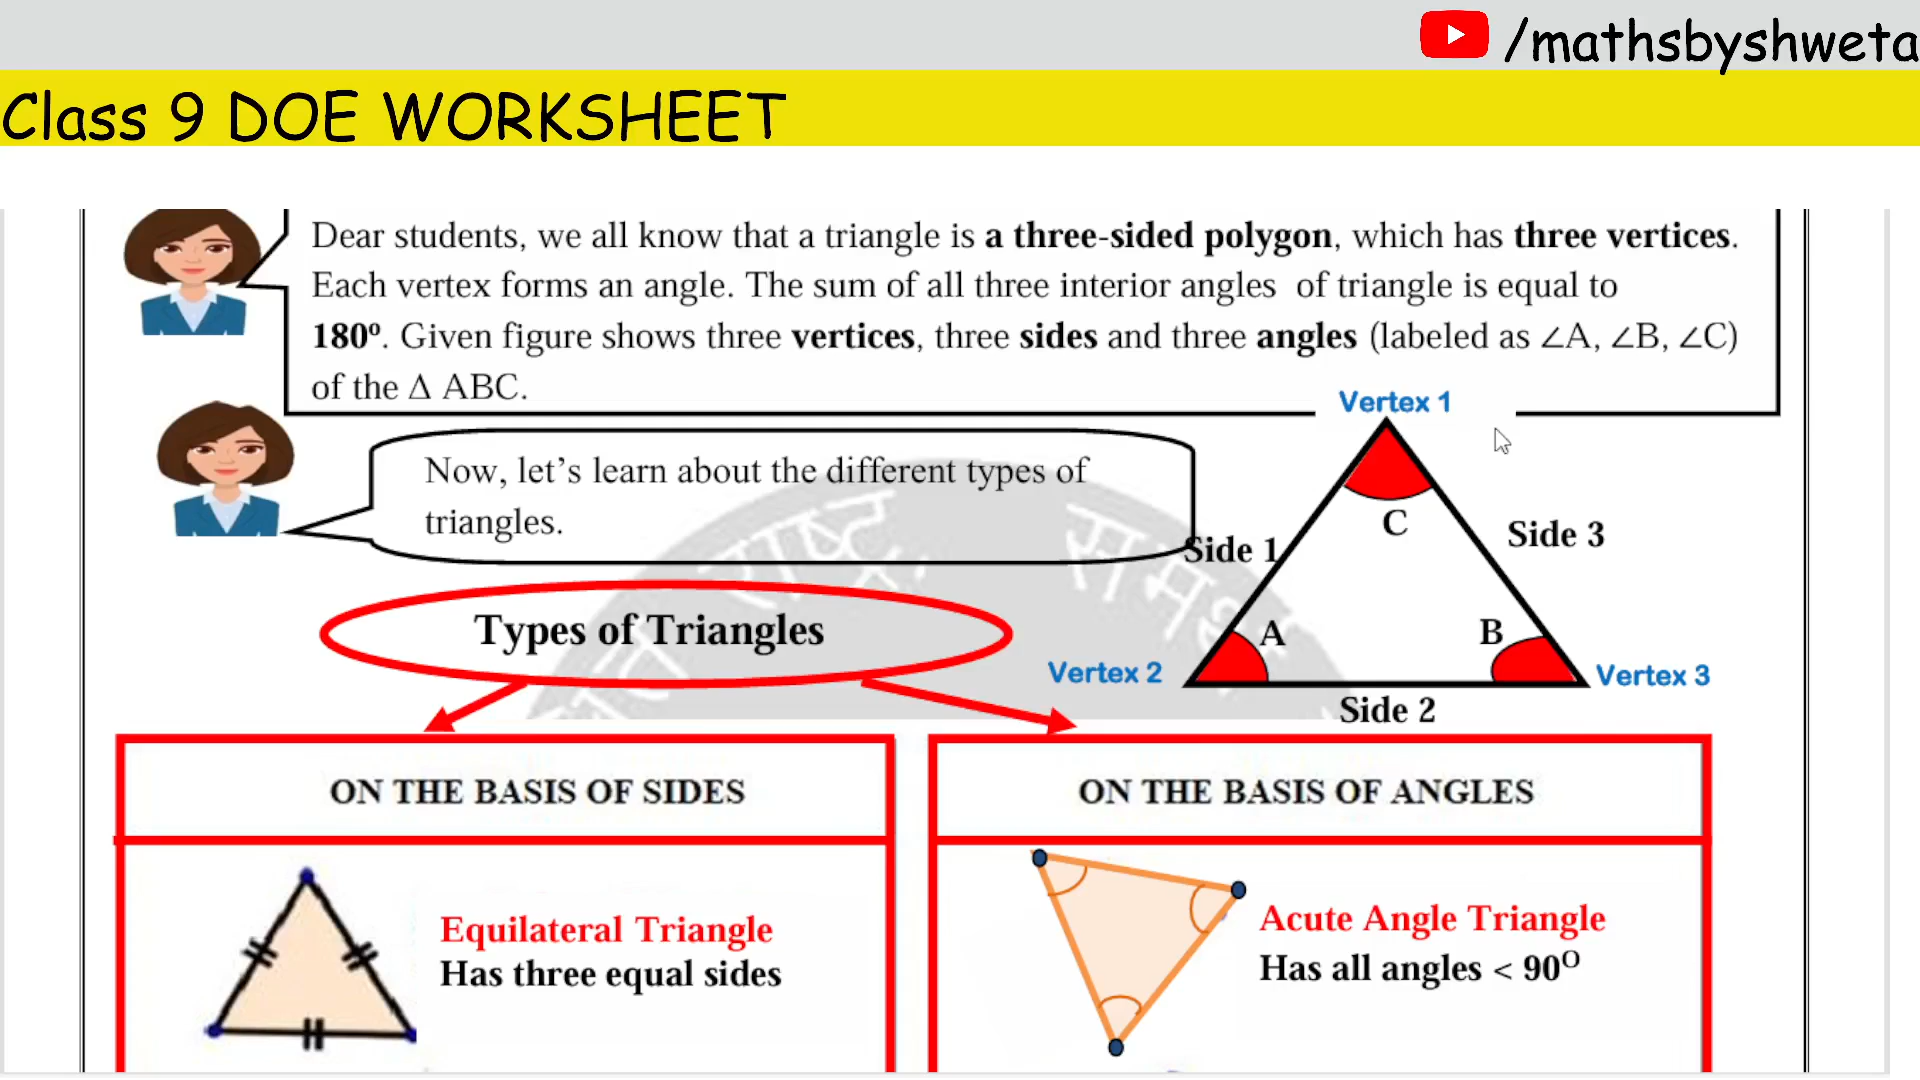 /mathsbyshweta
Class 9 DOE WORKSHEET
Dear students, we all know that a triangle is a three-sided polygon, which has three vertices.
Each vertex forms an angle. The sum of all three interior angles of triangle is equal to
180º. Given figure shows three vertices, three sides and three angles (labeled as ∠A, ∠B, ∠C)
of the Δ ABC.
Vertex 1
Now, let’s learn about the different types of
triangles.
C
Side 1
Side 3
Types of Triangles
A
B
Vertex 2
Vertex 3
Side 2
ON THE BASIS OF SIDES
ON THE BASIS OF ANGLES
Equilateral Triangle
Has three equal sides
Acute Angle Triangle
Has all angles < 90ᴼ